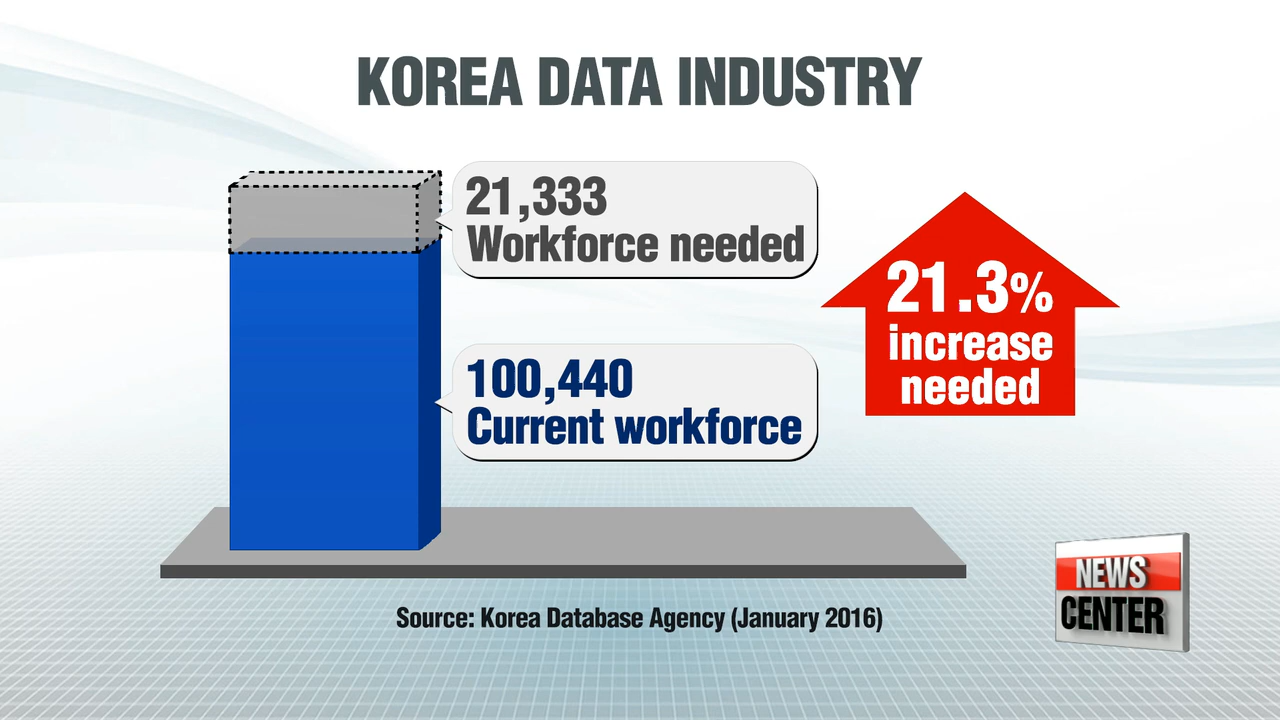 KOREA DATA INDUSTRY
21,333
Workforce needed
21.3%
increase
needed
100,440
Current workforce
Source: Korea Database Agency (January 2016)
NEWS
CENTER